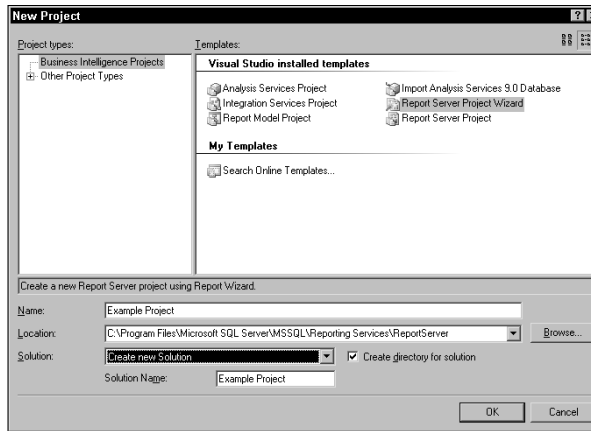 New Project
Project types:
Templates:
Business Intelligence Projects
Other Project Types
Visual Studio installed templates
Analysis Services Project
Import Analysis Services 9.0 Database
Integration Services Project
Report Server Project Wizard
Report Model Project
Report Server Project
My Templates
Search Online Templates...
Create a new Report Server project using Report Wizard.
Name:
Example Project
Location:
C:\Program Files\Microsoft SQL Server\MSSQL\Reporting Services\ReportServer
Browse...
Solution:
Create new Solution
Create directory for solution
Solution Name:
Example Project
OK
Cancel